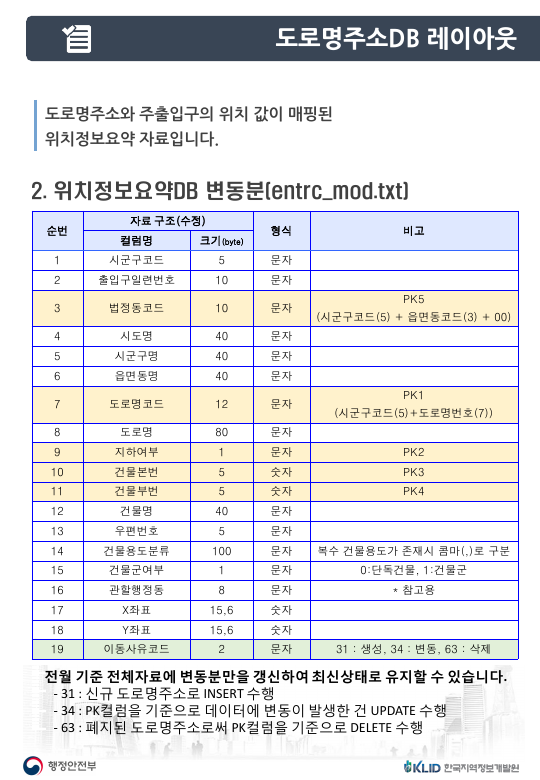 도로명주소DB 레이아웃
도로명주소와 주출입구의 위치 값이 매핑된
위치정보요약 자료입니다.
2. 위치정보요약DB 변동분(entrc_mod.txt)
순번 자료 구조(수정) 형식 비고
컬럼명 크기(byte)
1 시군구코드 5 문자
2 출입구일련번호 10 문자
3 법정동코드 10 문자 PK5
(시군구코드(5) + 읍면동코드(3) + 00)
4 시도명 40 문자
5 시군구명 40 문자
6 읍면동명 40 문자
7 도로명코드 12 문자 PK1
(시군구코드(5)+도로명번호(7))
8 도로명 80 문자
9 지하여부 1 문자 PK2
10 건물본번 5 숫자 PK3
11 건물부번 5 숫자 PK4
12 건물명 40 문자
13 우편번호 5 문자
14 건물용도분류 100 문자 복수 건물용도가 존재시 콤마(,)로 구분
15 건물군여부 1 문자 0:단독건물, 1:건물군
16 관할행정동 8 문자 * 참고용
17 X좌표 15,6 숫자
18 Y좌표 15,6 숫자
19 이동사유코드 2 문자 31 : 생성, 34 : 변동, 63 : 삭제
전월 기준 전체자료에 변동분만을 갱신하여 최신상태로 유지할 수 있습니다.
- 31 : 신규 도로명주소로 INSERT 수행
- 34 : PK컬럼을 기준으로 데이터에 변동이 발생한 건 UPDATE 수행
- 63 : 폐지된 도로명주소로써 PK컬럼을 기준으로 DELETE 수행
행정안전부 KLID 한국지역정보개발원